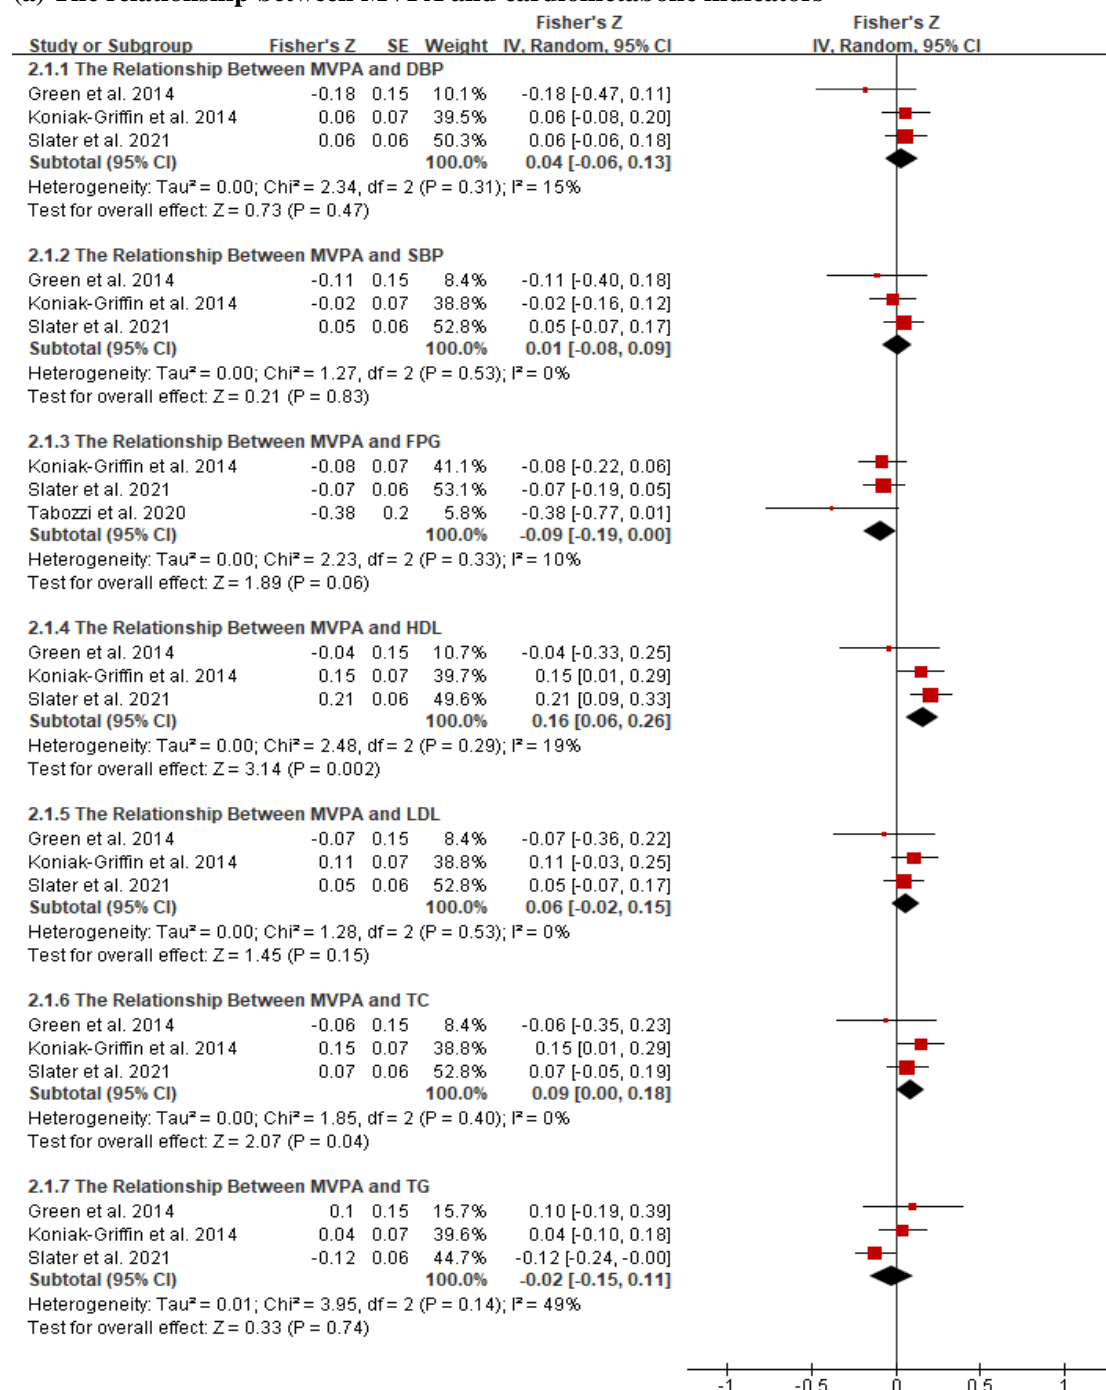 (a) The relationship between MVPA and cardiometabolic indicators
Fisher's Z Fisher's Z
Study or Subgroup Fisher's Z SE Weight IV, Random, 95% CI IV, Random, 95% CI
2.1.1 The Relationship Between MVPA and DBP
Green et al. 2014 -0.18 0.15 10.1% -0.18 [-0.47, 0.11]
Koniak-Griffin et al. 2014 0.06 0.07 39.5% 0.06 [-0.08, 0.20]
Slater et al. 2021 0.06 0.06 50.3% 0.06 [-0.06, 0.18]
Subtotal (95% CI) 100.0% 0.04 [-0.06, 0.13]
Heterogeneity: Tau² = 0.00; Chi² = 2.34, df = 2 (P = 0.31); I² = 15%
Test for overall effect: Z = 0.73 (P = 0.47)
2.1.2 The Relationship Between MVPA and SBP
Green et al. 2014 -0.11 0.15 8.4% -0.11 [-0.40, 0.18]
Koniak-Griffin et al. 2014 -0.02 0.07 38.8% -0.02 [-0.16, 0.12]
Slater et al. 2021 0.05 0.06 52.8% 0.05 [-0.07, 0.17]
Subtotal (95% CI) 100.0% 0.01 [-0.08, 0.09]
Heterogeneity: Tau² = 0.00; Chi² = 1.27, df = 2 (P = 0.53); I² = 0%
Test for overall effect: Z = 0.21 (P = 0.83)
2.1.3 The Relationship Between MVPA and FPG
Koniak-Griffin et al. 2014 -0.08 0.07 41.1% -0.08 [-0.22, 0.06]
Slater et al. 2021 -0.07 0.06 53.1% -0.07 [-0.19, 0.05]
Tabozzi et al. 2020 -0.38 0.2 5.8% -0.38 [-0.77, 0.01]
Subtotal (95% CI) 100.0% -0.09 [-0.19, 0.00]
Heterogeneity: Tau² = 0.00; Chi² = 2.23, df = 2 (P = 0.33); I² = 10%
Test for overall effect: Z = 1.89 (P = 0.06)
2.1.4 The Relationship Between MVPA and HDL
Green et al. 2014 -0.04 0.15 10.7% -0.04 [-0.33, 0.25]
Koniak-Griffin et al. 2014 0.15 0.07 39.7% 0.15 [0.01, 0.29]
Slater et al. 2021 0.21 0.06 49.6% 0.21 [0.09, 0.33]
Subtotal (95% CI) 100.0% 0.16 [0.06, 0.26]
Heterogeneity: Tau² = 0.00; Chi² = 2.48, df = 2 (P = 0.29); I² = 19%
Test for overall effect: Z = 3.14 (P = 0.002)
2.1.5 The Relationship Between MVPA and LDL
Green et al. 2014 -0.07 0.15 8.4% -0.07 [-0.36, 0.22]
Koniak-Griffin et al. 2014 0.11 0.07 38.8% 0.11 [-0.03, 0.25]
Slater et al. 2021 0.05 0.06 52.8% 0.05 [-0.07, 0.17]
Subtotal (95% CI) 100.0% 0.06 [-0.02, 0.15]
Heterogeneity: Tau² = 0.00; Chi² = 1.28, df = 2 (P = 0.53); I² = 0%
Test for overall effect: Z = 1.45 (P = 0.15)
2.1.6 The Relationship Between MVPA and TC
Green et al. 2014 -0.06 0.15 8.4% -0.06 [-0.35, 0.23]
Koniak-Griffin et al. 2014 0.15 0.07 38.8% 0.15 [0.01, 0.29]
Slater et al. 2021 0.07 0.06 52.8% 0.07 [-0.05, 0.19]
Subtotal (95% CI) 100.0% 0.09 [0.00, 0.18]
Heterogeneity: Tau² = 0.00; Chi² = 1.85, df = 2 (P = 0.40); I² = 0%
Test for overall effect: Z = 2.07 (P = 0.04)
2.1.7 The Relationship Between MVPA and TG
Green et al. 2014 0.1 0.15 15.7% 0.10 [-0.19, 0.39]
Koniak-Griffin et al. 2014 0.04 0.07 39.6% 0.04 [-0.10, 0.18]
Slater et al. 2021 -0.12 0.06 44.7% -0.12 [-0.24, -0.00]
Subtotal (95% CI) 100.0% -0.02 [-0.15, 0.11]
Heterogeneity: Tau² = 0.01; Chi² = 3.95, df = 2 (P = 0.14); I² = 49%
Test for overall effect: Z = 0.33 (P = 0.74)
-1 -0.5 0 0.5 1